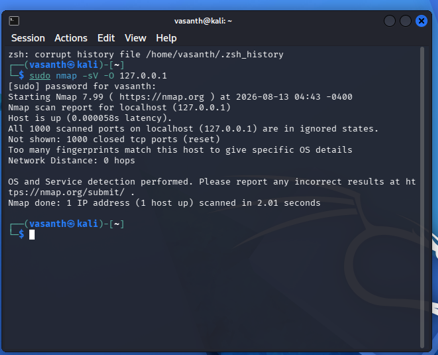 vasanth@kali: ~
Session Actions Edit View Help
zsh: corrupt history file /home/vasanth/.zsh_history
┌──(vasanth㉿kali)-[~]
└─$ sudo nmap -sV -O 127.0.0.1
[sudo] password for vasanth:
Starting Nmap 7.99 ( https://nmap.org ) at 2026-08-13 04:43 -0400
Nmap scan report for localhost (127.0.0.1)
Host is up (0.000058s latency).
All 1000 scanned ports on localhost (127.0.0.1) are in ignored states.
Not shown: 1000 closed tcp ports (reset)
Too many fingerprints match this host to give specific OS details
Network Distance: 0 hops
OS and Service detection performed. Please report any incorrect results at ht
tps://nmap.org/submit/ .
Nmap done: 1 IP address (1 host up) scanned in 2.01 seconds
┌──(vasanth㉿kali)-[~]
└─$